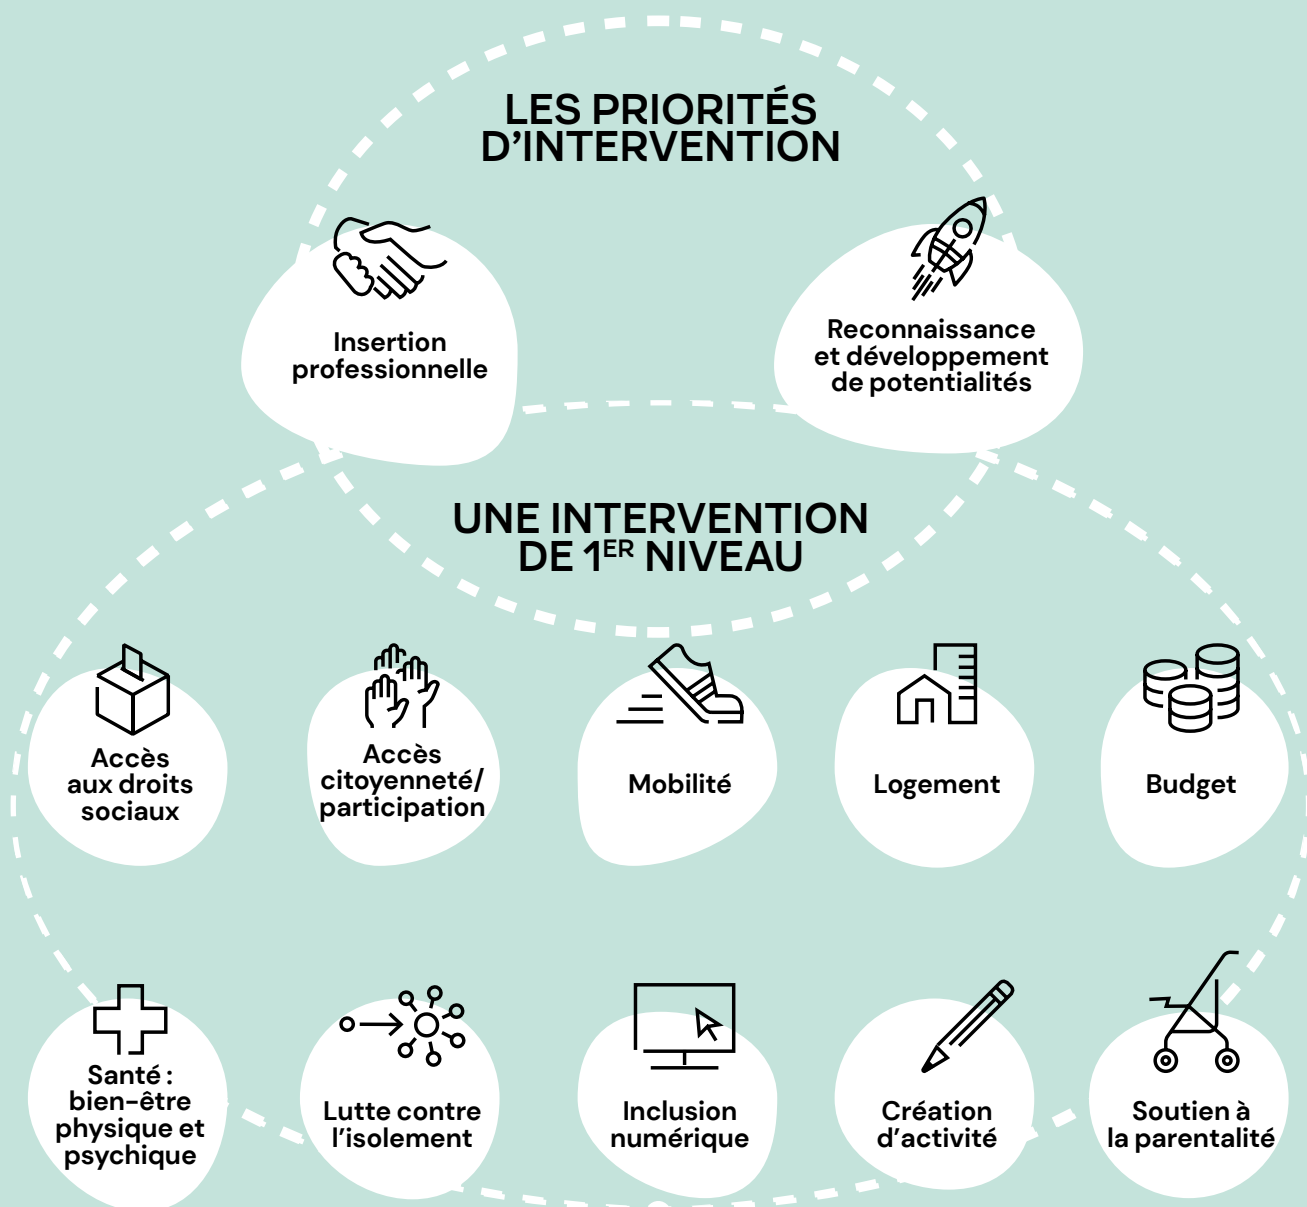 LES PRIORITÉS
D'INTERVENTION
Insertion
professionnelle
Reconnaissance
et développement
de potentialités
UNE INTERVENTION
DE 1ER NIVEAU
Accès
aux droits
sociaux
Accès
citoyenneté/
participation
Mobilité
Logement
Budget
Santé :
bien-être
physique et
psychique
Lutte contre
l'isolement
Inclusion
numérique
Création
d'activité
Soutien à
la parentalité